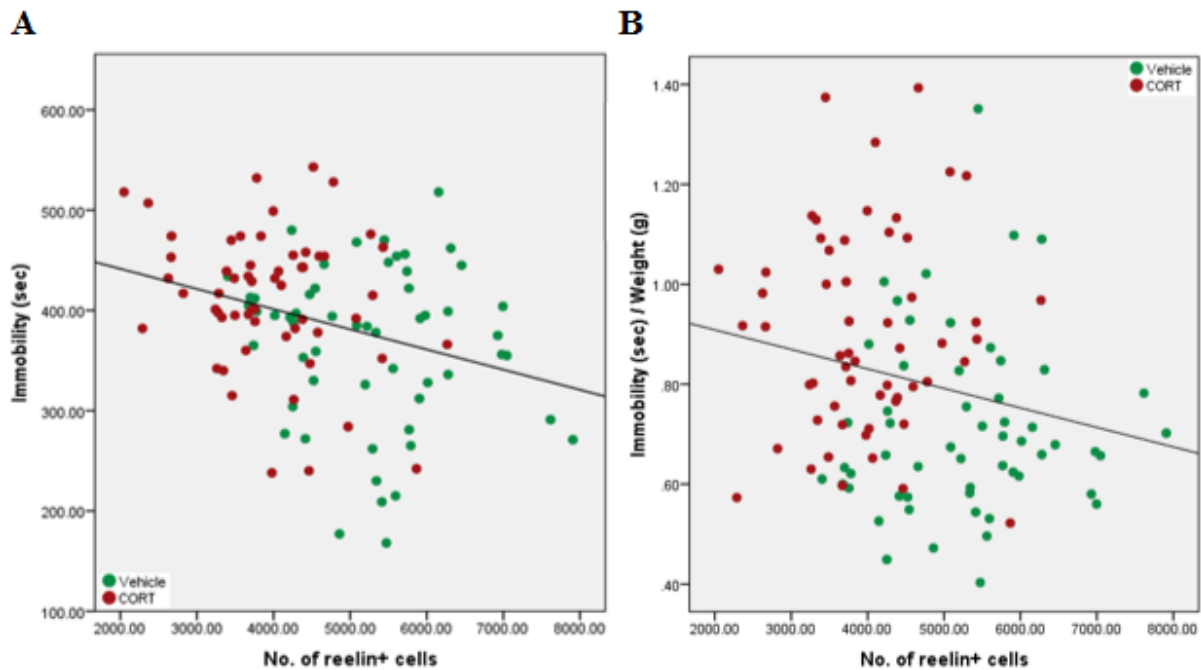 A
B
600.00
500.00
400.00
300.00
200.00
100.00
Immobility (sec)
Vehicle
CORT
2000.00 3000.00 4000.00 5000.00 6000.00 7000.00 8000.00
No. of reelin+ cells
1.40
1.20
1.00
.80
.60
.40
Immobility (sec) / Weight (g)
Vehicle
CORT
2000.00 3000.00 4000.00 5000.00 6000.00 7000.00 8000.00
No. of reelin+ cells